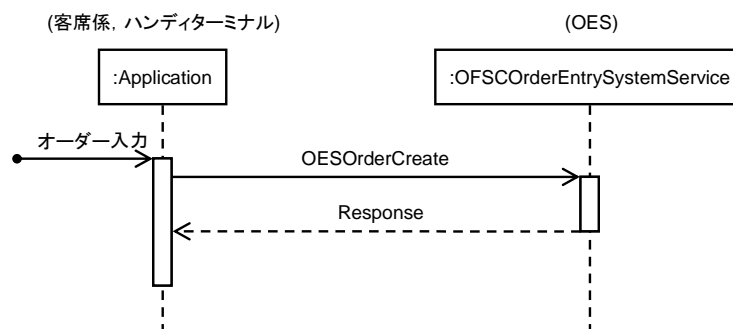 (客席係, ハンディターミナル)
(OES)
:Application
:OFSCOrderEntrySystemService
オーダー入力
OESOrderCreate
Response